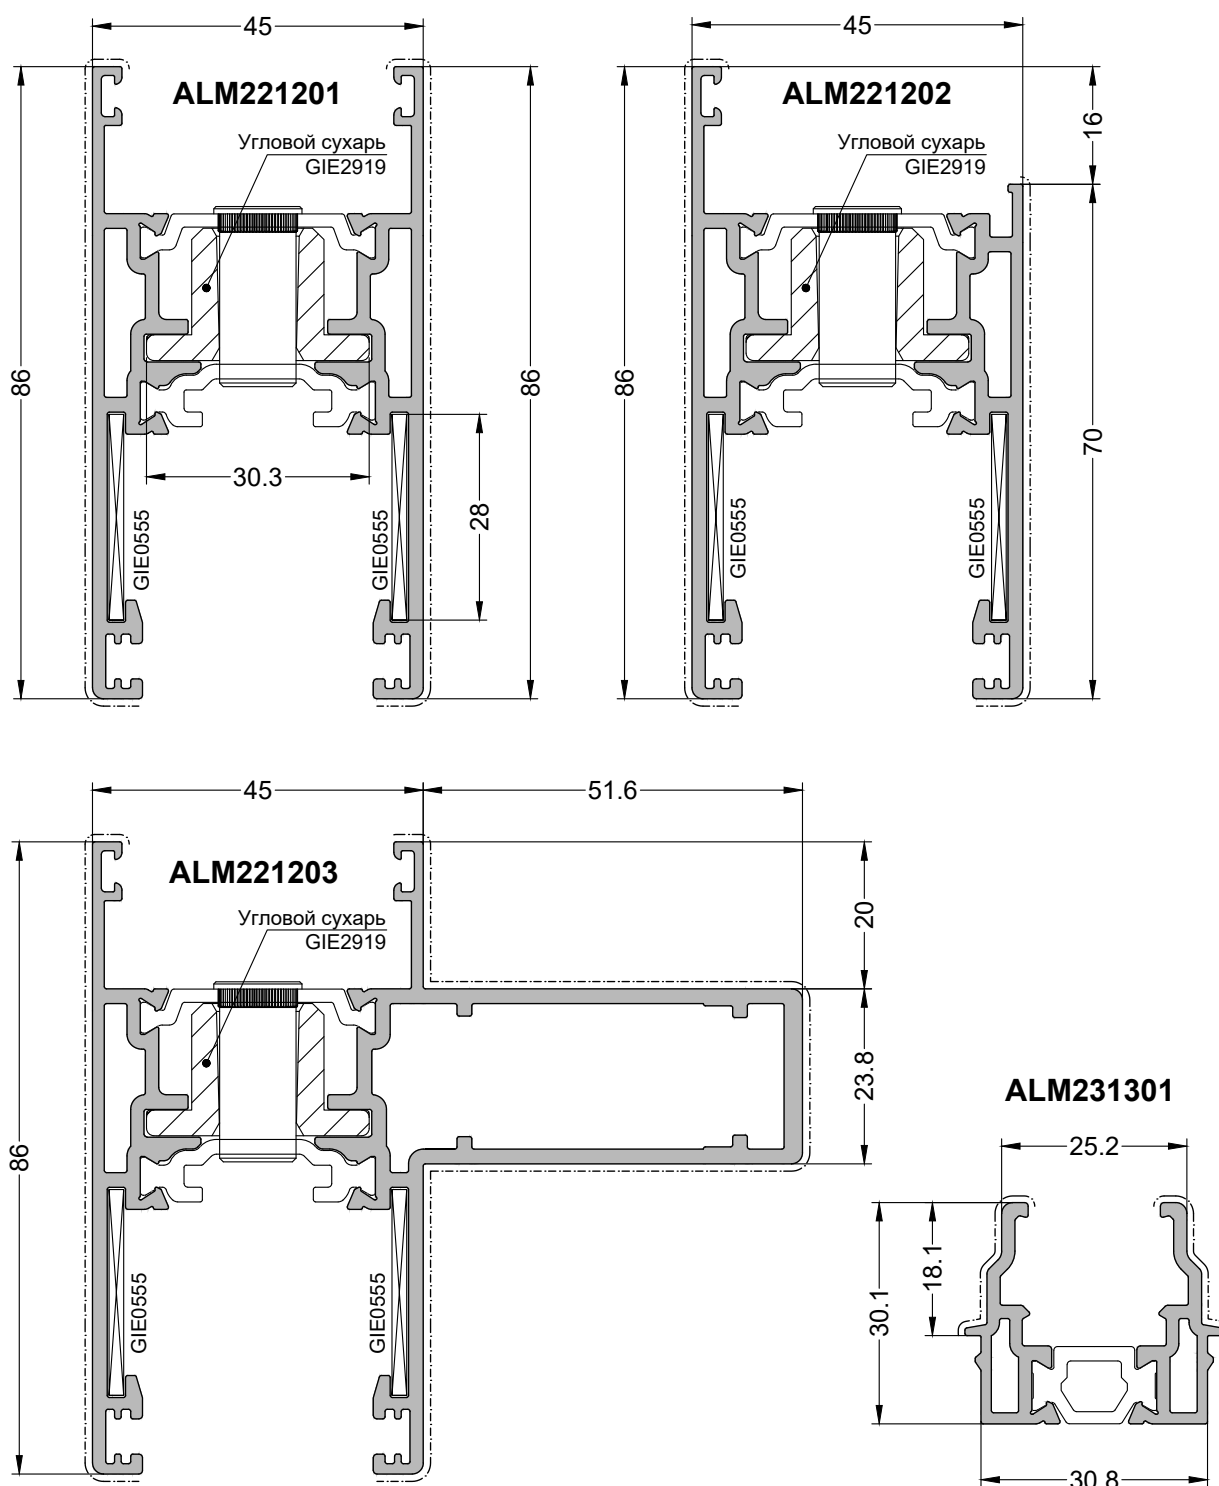 45
ALM221201
Угловой сухарь
GIE2919
86
86
30.3
28
GIE0555
GIE0555
45
ALM221202
Угловой сухарь
GIE2919
16
86
70
GIE0555
GIE0555
45
51.6
ALM221203
Угловой сухарь
GIE2919
20
23.8
86
GIE0555
GIE0555
ALM231301
25.2
18.1
30.1
30.8